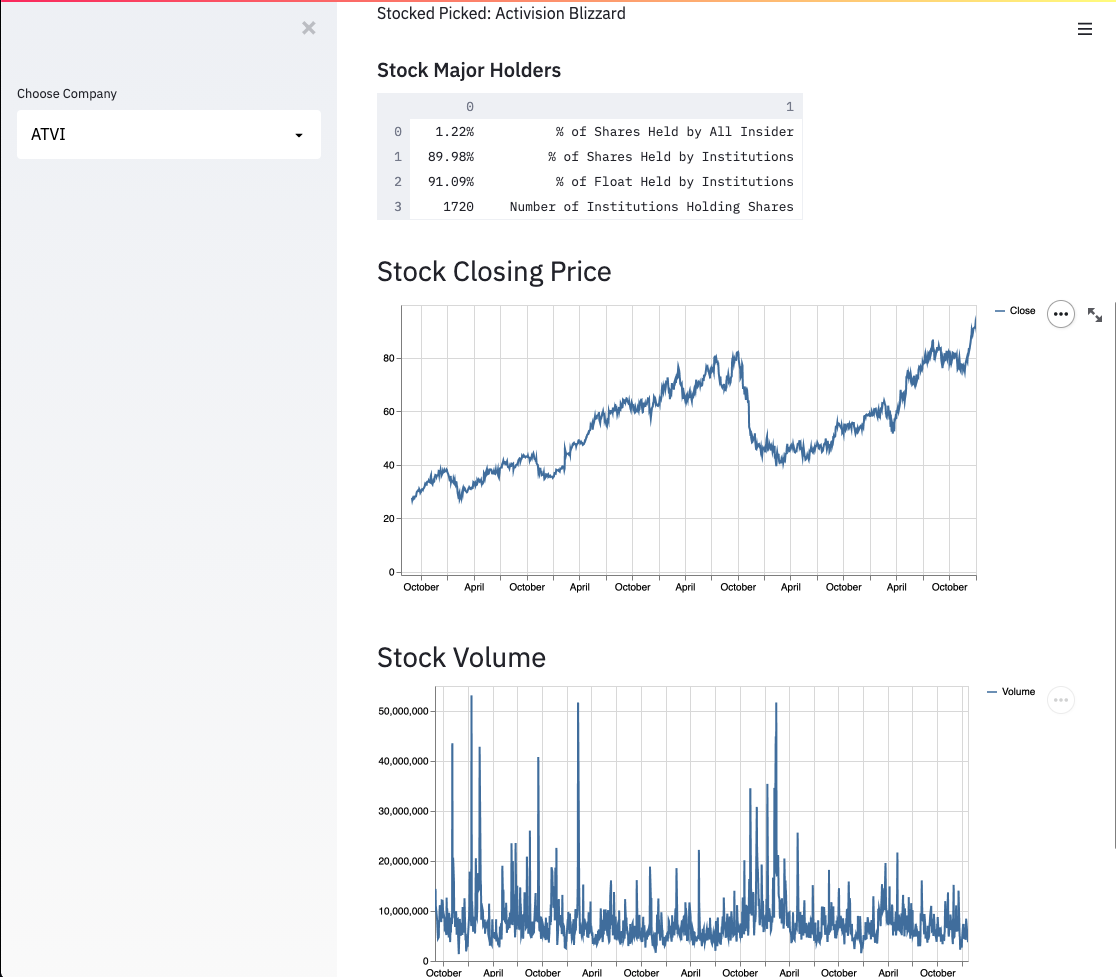 Stocked Picked: Activision Blizzard
Choose Company
ATVI
Stock Major Holders
0 1
0 1.22% % of Shares Held by All Insider
1 89.98% % of Shares Held by Institutions
2 91.09% % of Float Held by Institutions
3 1720 Number of Institutions Holding Shares
Stock Closing Price
Close
80
60
40
20
0
October April October April October April October April October April October
Stock Volume
Volume
50,000,000
40,000,000
30,000,000
20,000,000
10,000,000
0
October April October April October April October April October April October